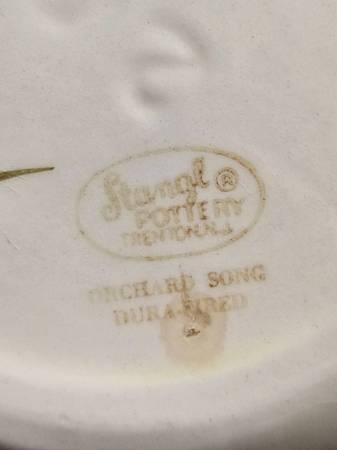 Stangl ®
POTTERY
TRENTON, N.J.
ORCHARD SONG
DURA-FIRED